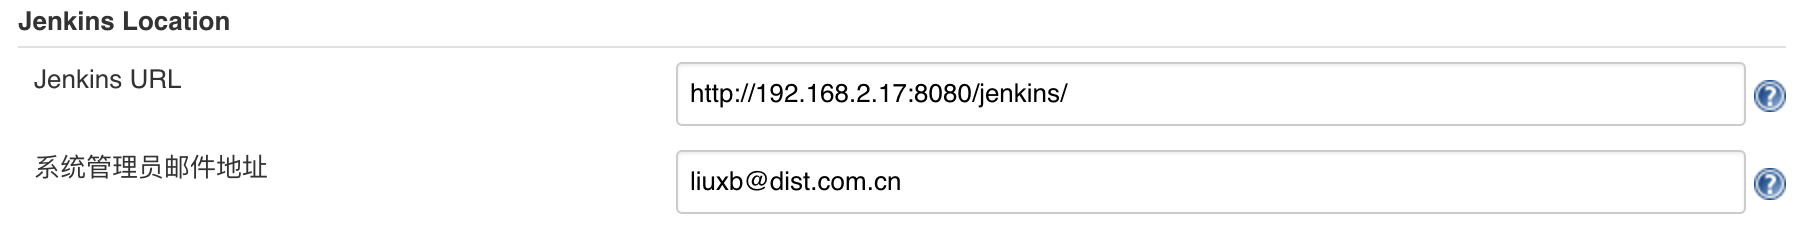 Jenkins Location
Jenkins URL
http://192.168.2.17:8080/jenkins/
系统管理员邮件地址
liuxb@dist.com.cn